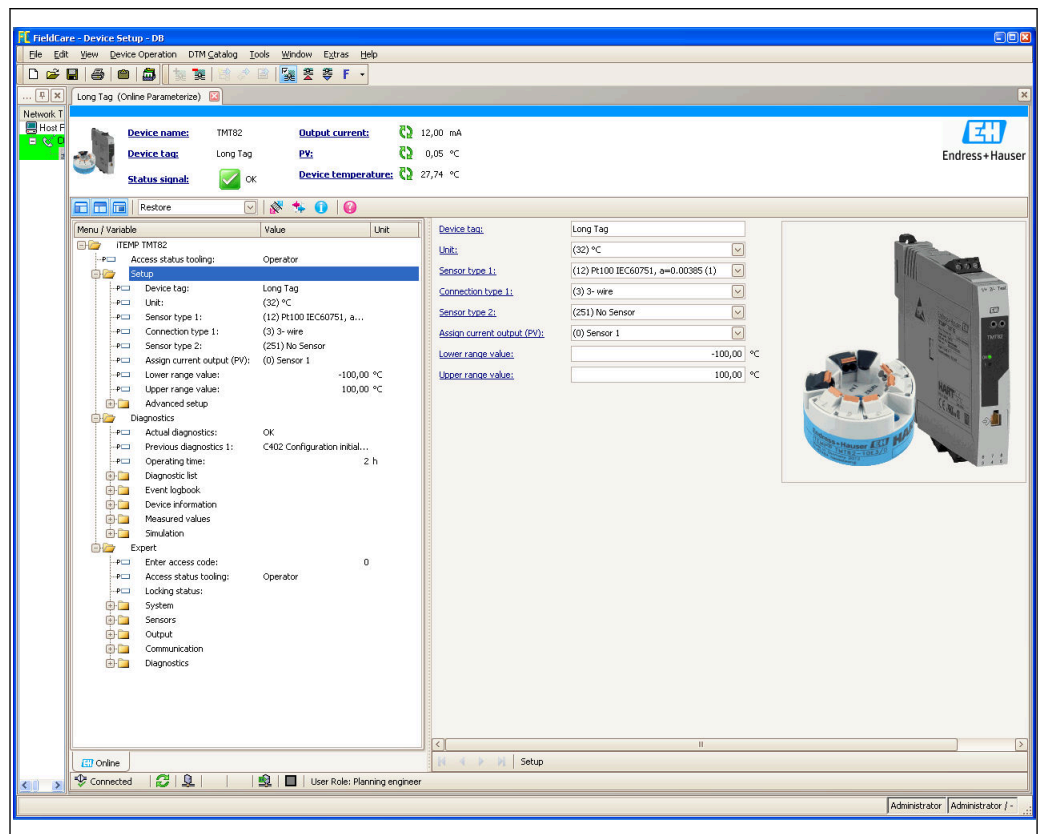 FieldCare - Device Setup - DB
File Edit View Device Operation DTM Catalog Tools Window Extras Help
F
Long Tag (Online Parameterize)
Network T
Host F
D
Device name: TMT82 Output current: 12,00 mA
Device tag: Long Tag PV: 0,05 °C
Status signal: OK Device temperature: 27,74 °C
EH
Endress+Hauser
Restore
Menu / Variable Value Unit
iTEMP TMT82
Access status tooling: Operator
Setup
Device tag: Long Tag
Unit: (32) °C
Sensor type 1: (12) Pt100 IEC60751, a...
Connection type 1: (3) 3- wire
Sensor type 2: (251) No Sensor
Assign current output (PV): (0) Sensor 1
Lower range value: -100,00 °C
Upper range value: 100,00 °C
Advanced setup
Diagnostics
Actual diagnostics: OK
Previous diagnostics 1: C402 Configuration initial...
Operating time: 2 h
Diagnostic list
Event logbook
Device information
Measured values
Simulation
Expert
Enter access code: 0
Access status tooling: Operator
Locking status:
System
Sensors
Output
Communication
Diagnostics
Device tag: Long Tag
Unit: (32) °C
Sensor type 1: (12) Pt100 IEC60751, a=0.00385 (1)
Connection type 1: (3) 3- wire
Sensor type 2: (251) No Sensor
Assign current output (PV): (0) Sensor 1
Lower range value: -100,00 °C
Upper range value: 100,00 °C
TMT82
HART
Endress+Hauser
HART
Online
Setup
Connected
User Role: Planning engineer
Administrator Administrator / -